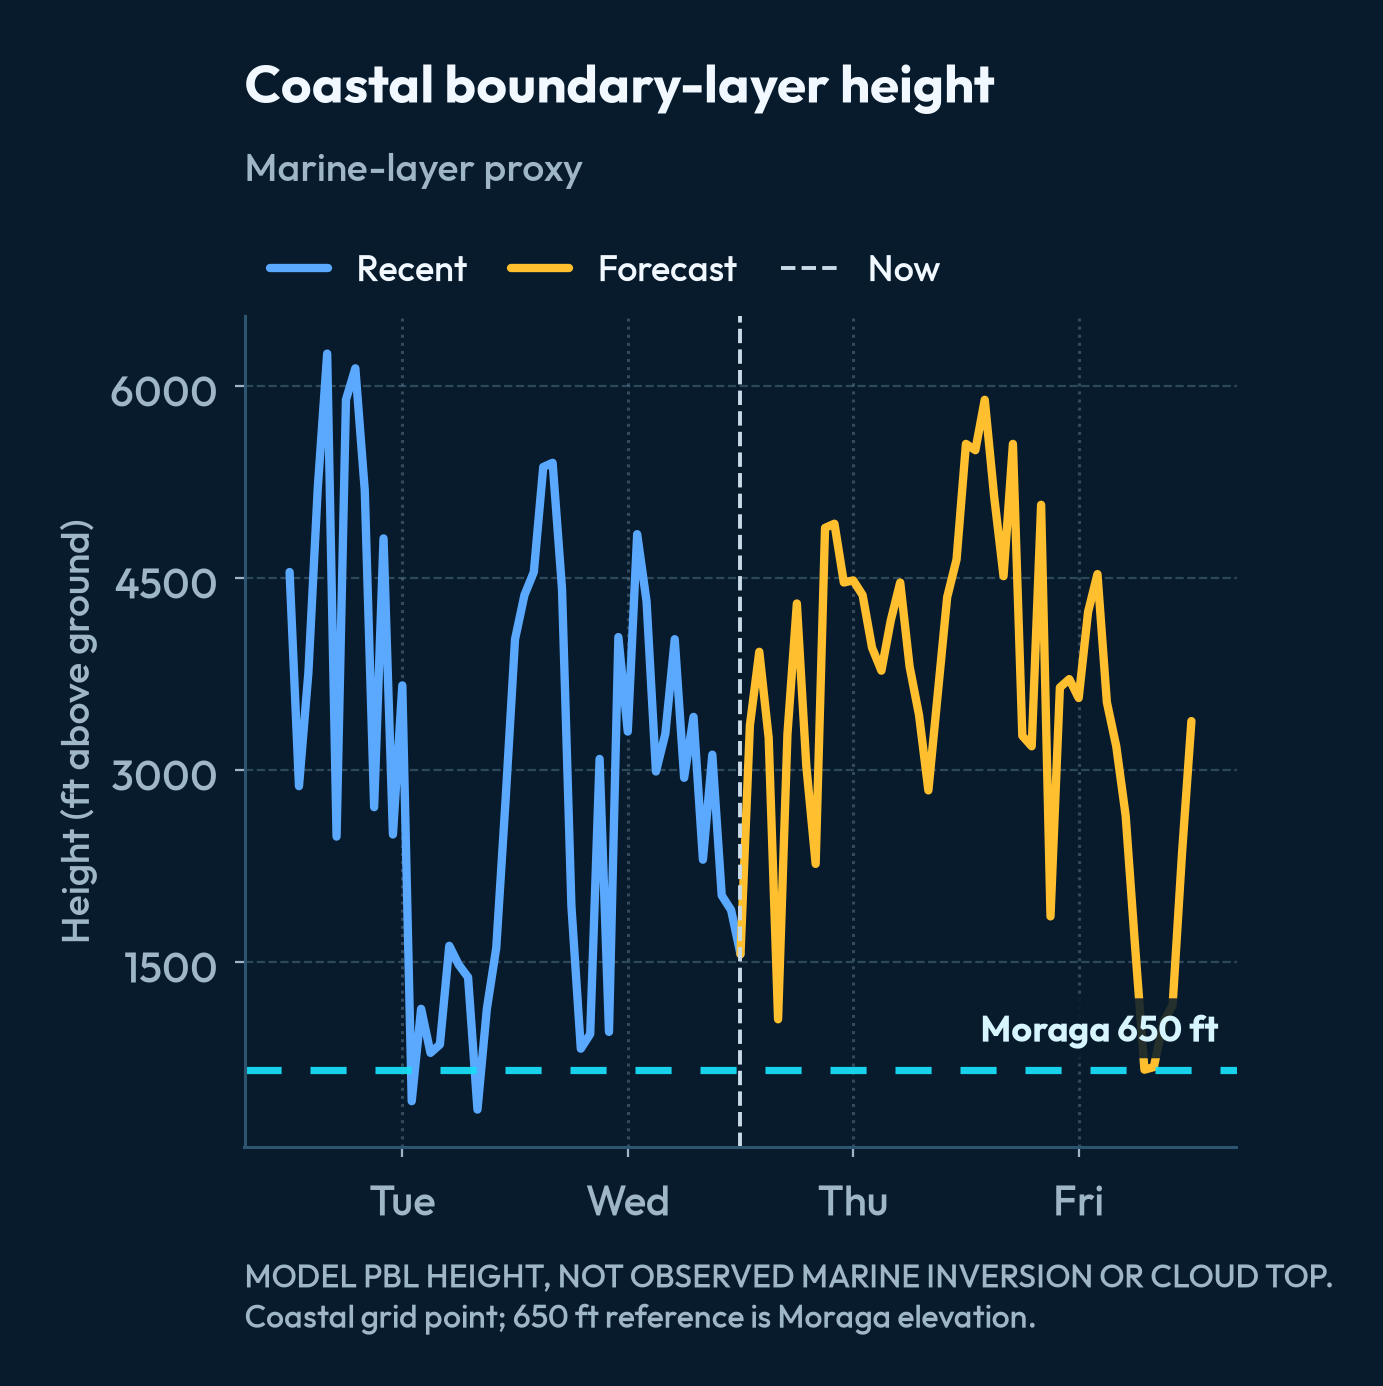 Coastal boundary-layer height
Marine-layer proxy
Recent
Forecast
Now
Height (ft above ground)
6000
4500
3000
1500
Moraga 650 ft
Tue
Wed
Thu
Fri
MODEL PBL HEIGHT, NOT OBSERVED MARINE INVERSION OR CLOUD TOP.
Coastal grid point; 650 ft reference is Moraga elevation.